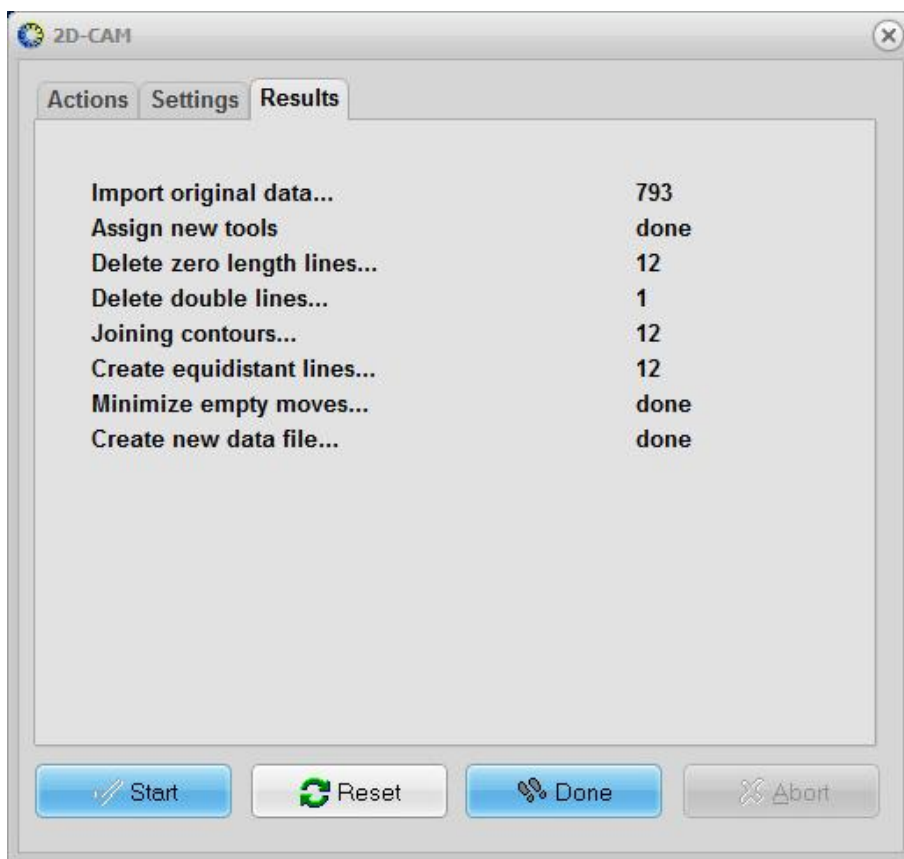 2D-CAM
Actions Settings Results
Import original data... 793
Assign new tools done
Delete zero length lines... 12
Delete double lines... 1
Joining contours... 12
Create equidistant lines... 12
Minimize empty moves... done
Create new data file... done
Start Reset Done Abort